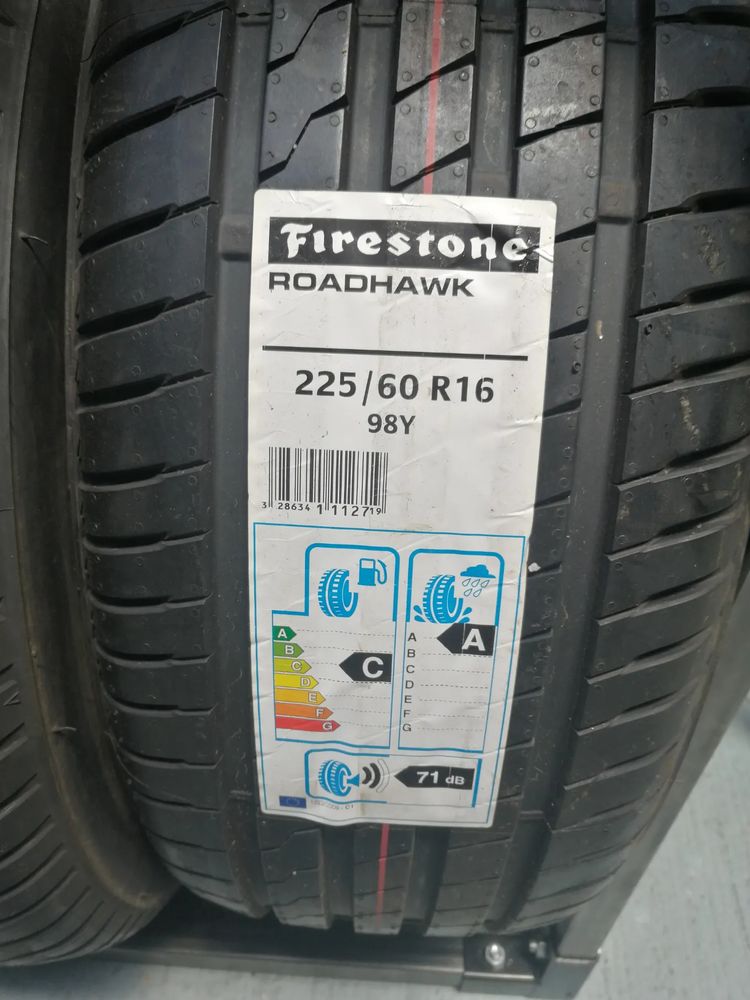 Firestone
ROADHAWK
225/60 R16
98Y
3 286341 112719
A
B
C
D
E
F
G
C
A
B
C
D
E
F
G
A
71 dB